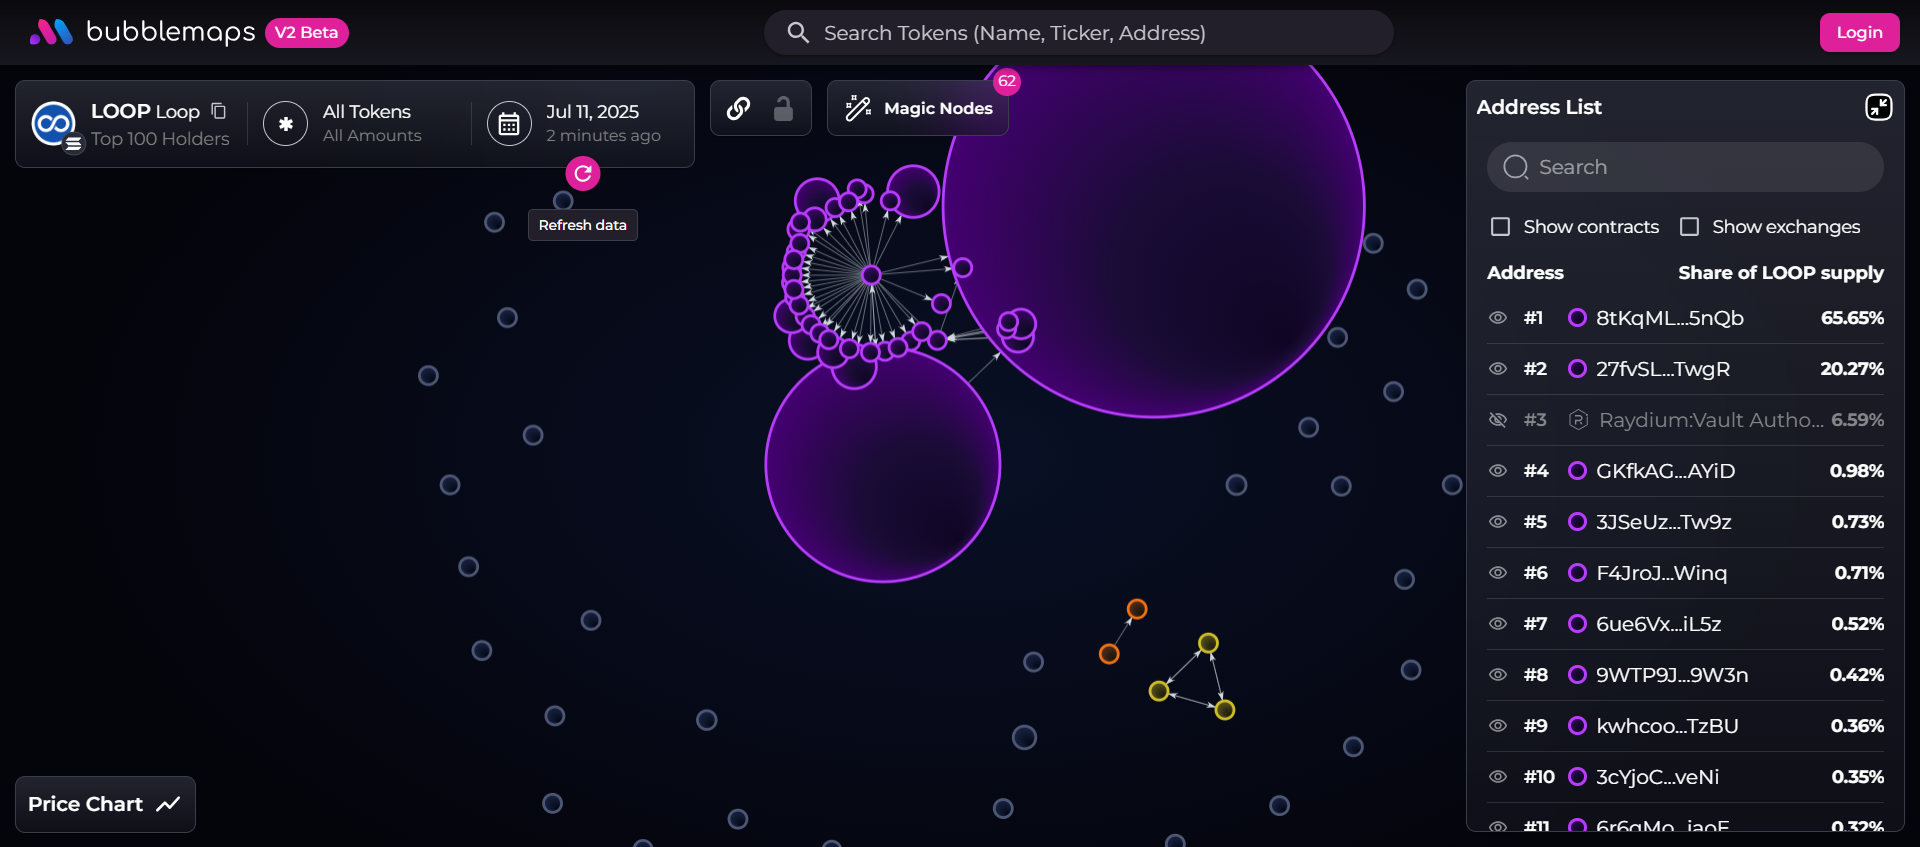 bubblemaps V2 Beta
Search Tokens (Name, Ticker, Address)
Login
LOOP Loop
Top 100 Holders
All Tokens
All Amounts
Jul 11, 2025
2 minutes ago
Refresh data
Magic Nodes
62
Address List
Search
Show contracts Show exchanges
Address Share of LOOP supply
#1 8tKqML...5nQb 65.65%
#2 27fvSL...TwgR 20.27%
#3 Raydium:Vault Autho... 6.59%
#4 GKfkAG...AYiD 0.98%
#5 3JSeUz...Tw9z 0.73%
#6 F4JroJ...Winq 0.71%
#7 6ue6Vx...iL5z 0.52%
#8 9WTP9J...9W3n 0.42%
#9 kwhcoo...TzBU 0.36%
#10 3cYjoC...veNi 0.35%
#11 0.32%
Price Chart